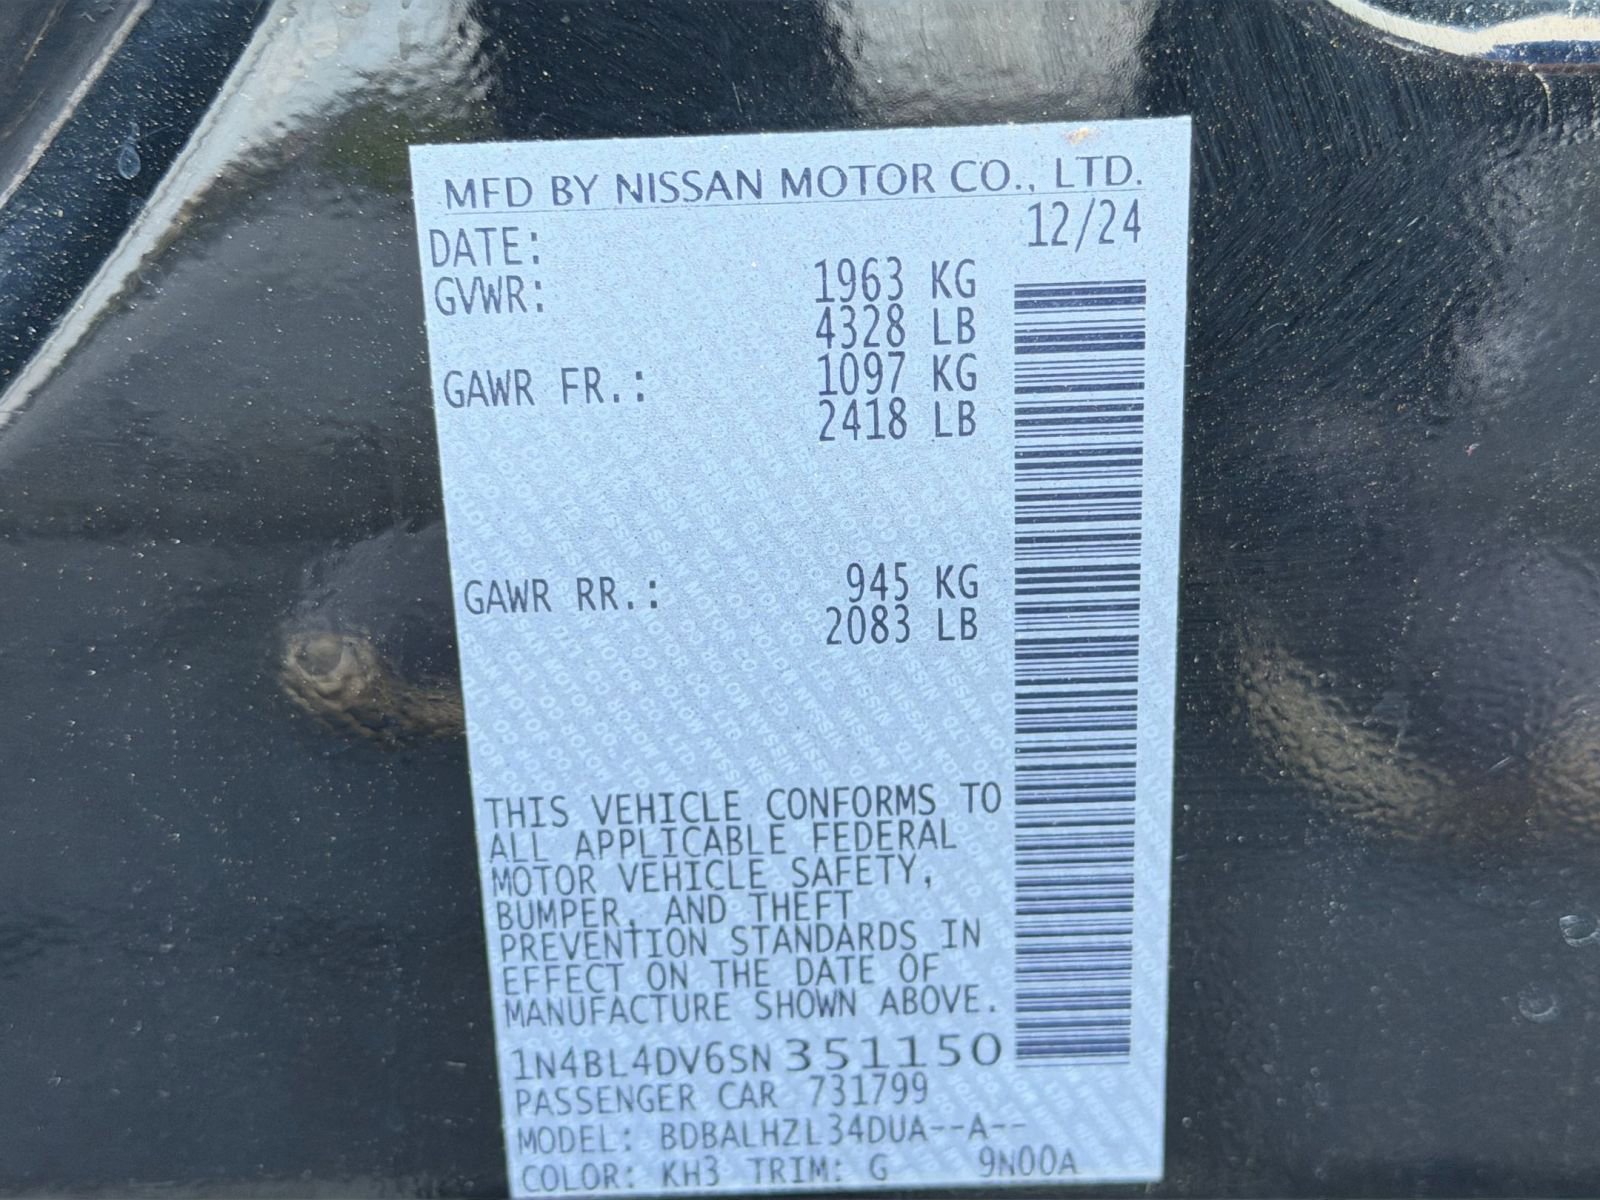 MFD BY NISSAN MOTOR CO., LTD.
DATE: 12/24
GVWR: 1963 KG
4328 LB
GAWR FR.: 1097 KG
2418 LB
GAWR RR.: 945 KG
2083 LB
THIS VEHICLE CONFORMS TO
ALL APPLICABLE FEDERAL
MOTOR VEHICLE SAFETY,
BUMPER, AND THEFT
PREVENTION STANDARDS IN
EFFECT ON THE DATE OF
MANUFACTURE SHOWN ABOVE.
1N4BL4DV6SN351150
PASSENGER CAR 731799
MODEL: BDBALHZL34DUA--A--
COLOR: KH3 TRIM: G 9N00A